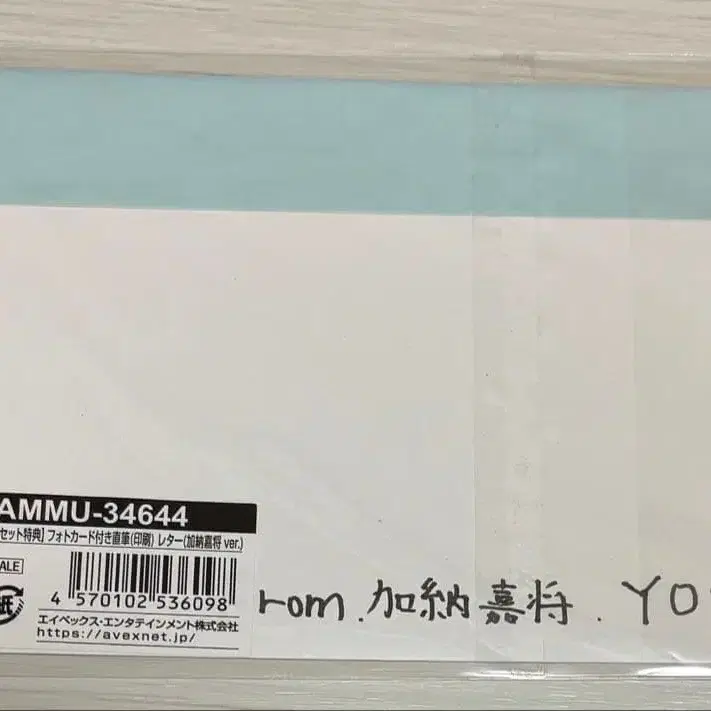 AMMU-34644
セット特典] フォトカード付き直筆(印刷) レター(加納嘉将 ver.)
ALE
紙
4 570102 536098
エイベックス・エンタテインメント株式会社
https://avexnet.jp/
rom.加納嘉将.YO